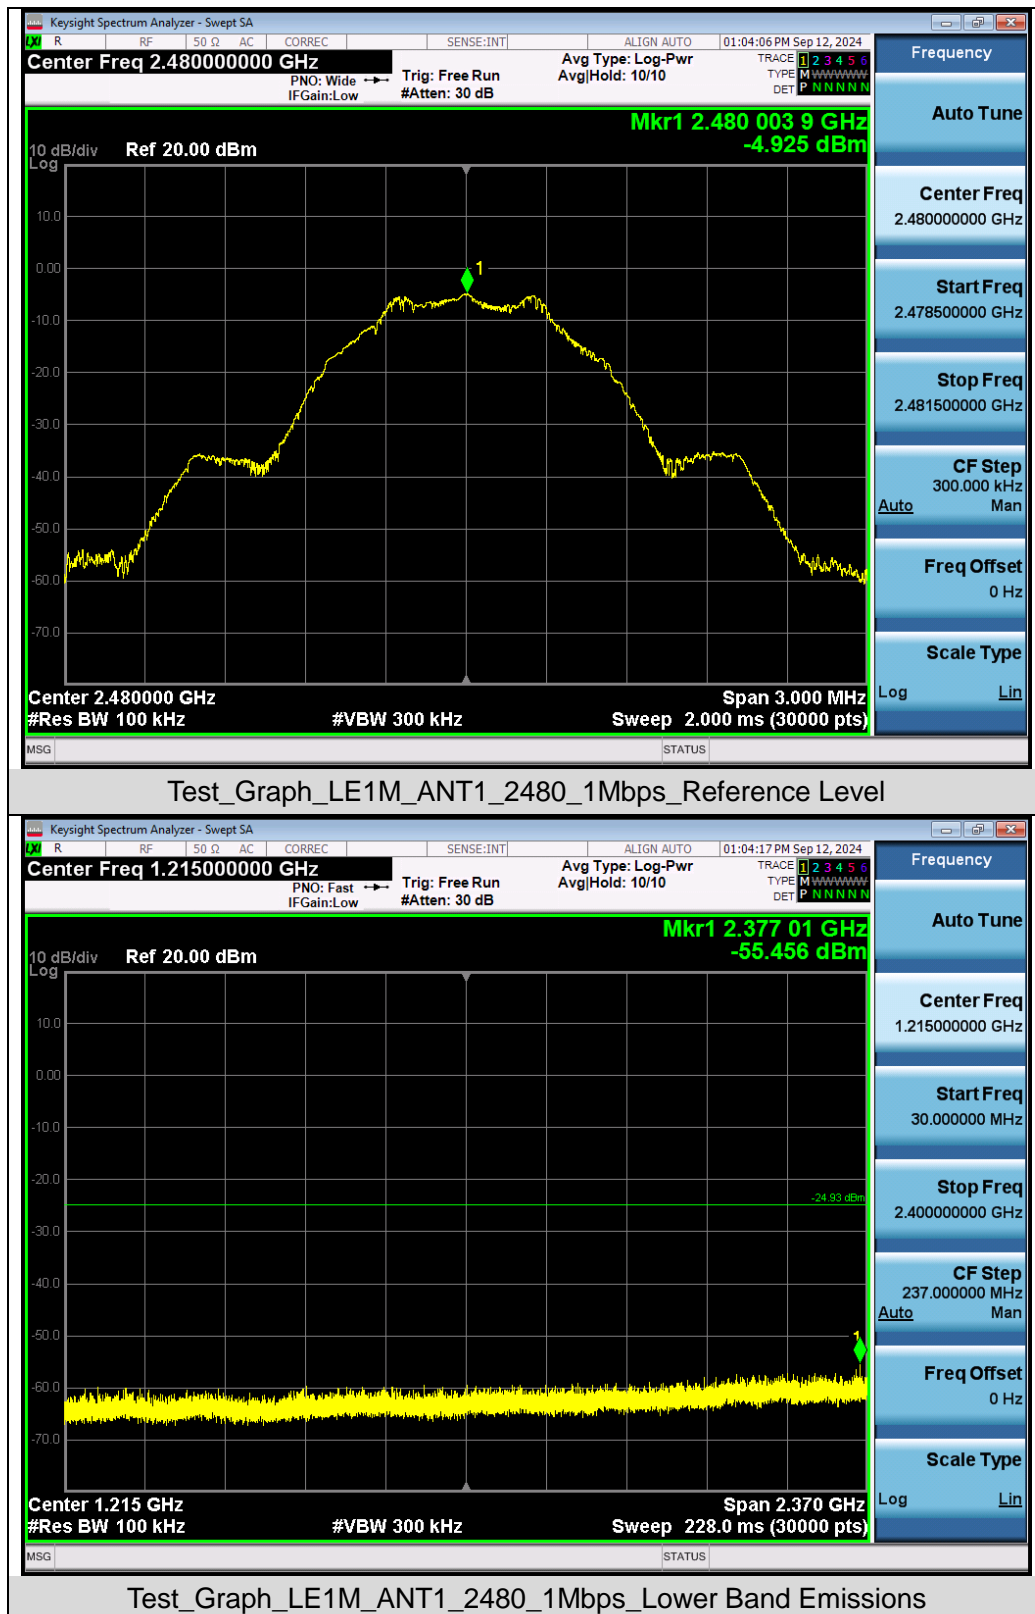 Keysight Spectrum Analyzer - Swept SA
LXI R RF 50 Ω AC CORREC SENSE:INT ALIGN AUTO 01:04:06 PM Sep 12, 2024
Center Freq 2.480000000 GHz
PNO: Wide
IFGain:Low
Trig: Free Run
#Atten: 30 dB
Avg Type: Log-Pwr
Avg|Hold: 10/10
TRACE 1 2 3 4 5 6
TYPE M WWWWW
DET P N N N N N
Mkr1 2.480 003 9 GHz
-4.925 dBm
10 dB/div
Log
Ref 20.00 dBm
10.0
0.00
1
-10.0
-20.0
-30.0
-40.0
-50.0
-60.0
-70.0
Center 2.480000 GHz
Span 3.000 MHz
#Res BW 100 kHz
#VBW 300 kHz
Sweep 2.000 ms (30000 pts)
MSG
STATUS
Frequency
Auto Tune
Center Freq
2.480000000 GHz
Start Freq
2.478500000 GHz
Stop Freq
2.481500000 GHz
CF Step
300.000 kHz
Auto Man
Freq Offset
0 Hz
Scale Type
Log Lin
Test_Graph_LE1M_ANT1_2480_1Mbps_Reference Level
Keysight Spectrum Analyzer - Swept SA
LXI R RF 50 Ω AC CORREC SENSE:INT ALIGN AUTO 01:04:17 PM Sep 12, 2024
Center Freq 1.215000000 GHz
PNO: Fast
IFGain:Low
Trig: Free Run
#Atten: 30 dB
Avg Type: Log-Pwr
Avg|Hold: 10/10
TRACE 1 2 3 4 5 6
TYPE M WWWWW
DET P N N N N N
Mkr1 2.377 01 GHz
-55.456 dBm
10 dB/div
Log
Ref 20.00 dBm
10.0
0.00
-10.0
-20.0
-24.93 dBm
-30.0
-40.0
-50.0
1
-60.0
-70.0
Center 1.215 GHz
Span 2.370 GHz
#Res BW 100 kHz
#VBW 300 kHz
Sweep 228.0 ms (30000 pts)
MSG
STATUS
Frequency
Auto Tune
Center Freq
1.215000000 GHz
Start Freq
30.000000 MHz
Stop Freq
2.400000000 GHz
CF Step
237.000000 MHz
Auto Man
Freq Offset
0 Hz
Scale Type
Log Lin
Test_Graph_LE1M_ANT1_2480_1Mbps_Lower Band Emissions